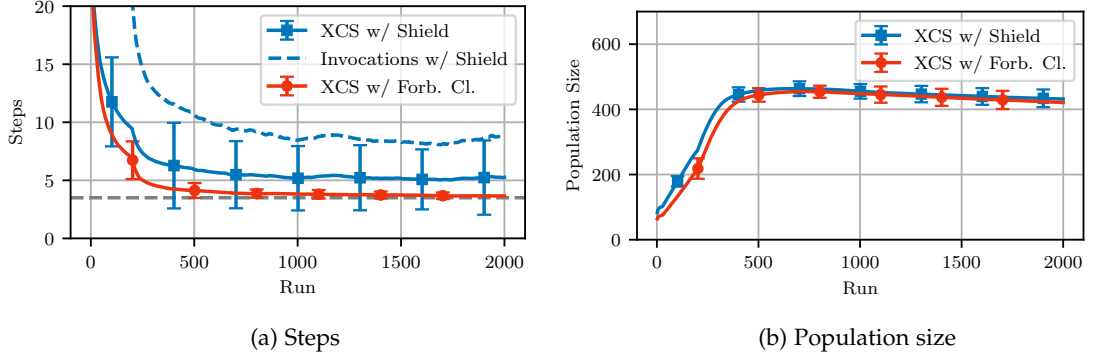 20
15
10
5
0
Steps
XCS w/ Shield
Invocations w/ Shield
XCS w/ Forb. Cl.
0 500 1000 1500 2000
Run
(a) Steps
600
400
200
0
Population Size
XCS w/ Shield
XCS w/ Forb. Cl.
0 500 1000 1500 2000
Run
(b) Population size